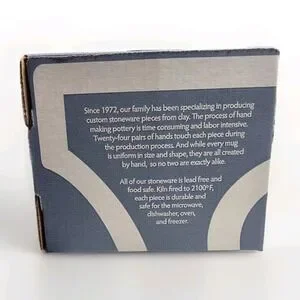 Since 1972, our family has been specializing in producing
custom stoneware pieces from day. The process of hand
making pottery is time consuming and labor intensive.
Twenty-four pairs of hands touch each piece during
the production process. And while every mug
is uniform in size and shape, they are all created
by hand, so no two are exactly alike.
All of our stoneware is lead free and
food safe. Kiln fired to 2100°F,
each piece is durable and
safe for the microwave,
dishwasher, oven,
and freezer.